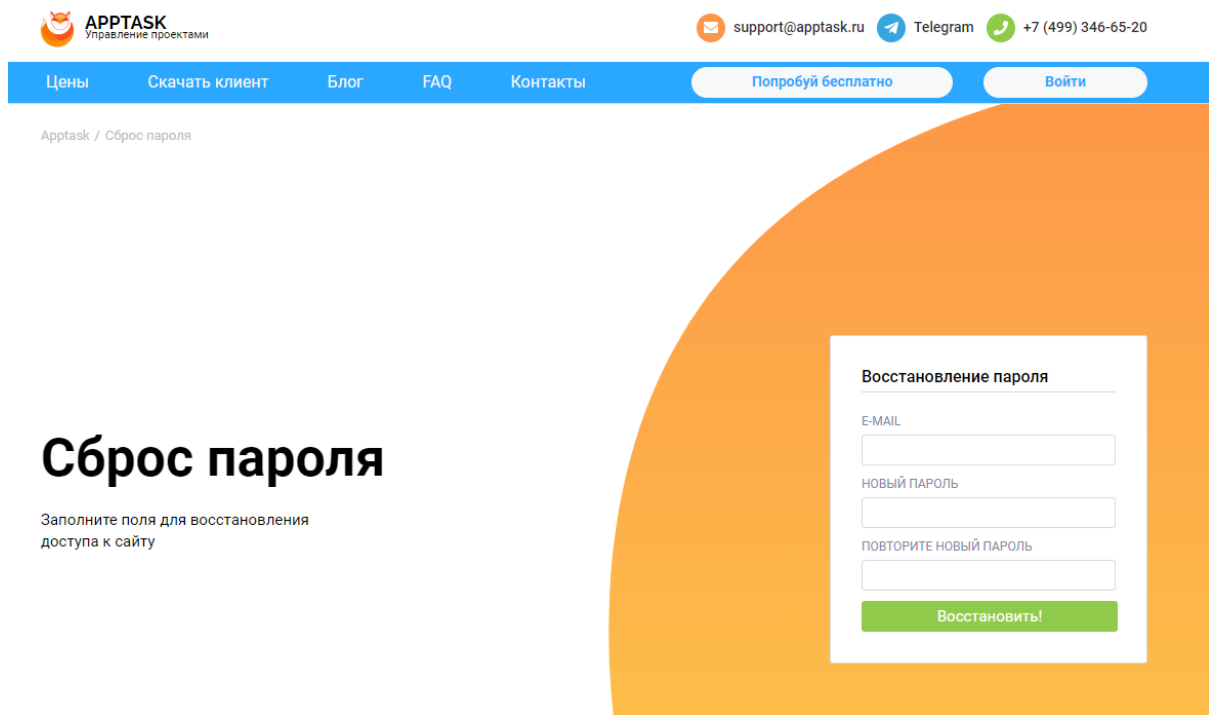 APPTASK
Управление проектами
support@apptask.ru
Telegram
+7 (499) 346-65-20
Цены
Скачать клиент
Блог
FAQ
Контакты
Попробуй бесплатно
Войти
Apptask / Сброс пароля
Сброс пароля
Заполните поля для восстановления
доступа к сайту
Восстановление пароля
E-MAIL
НОВЫЙ ПАРОЛЬ
ПОВТОРИТЕ НОВЫЙ ПАРОЛЬ
Восстановить!